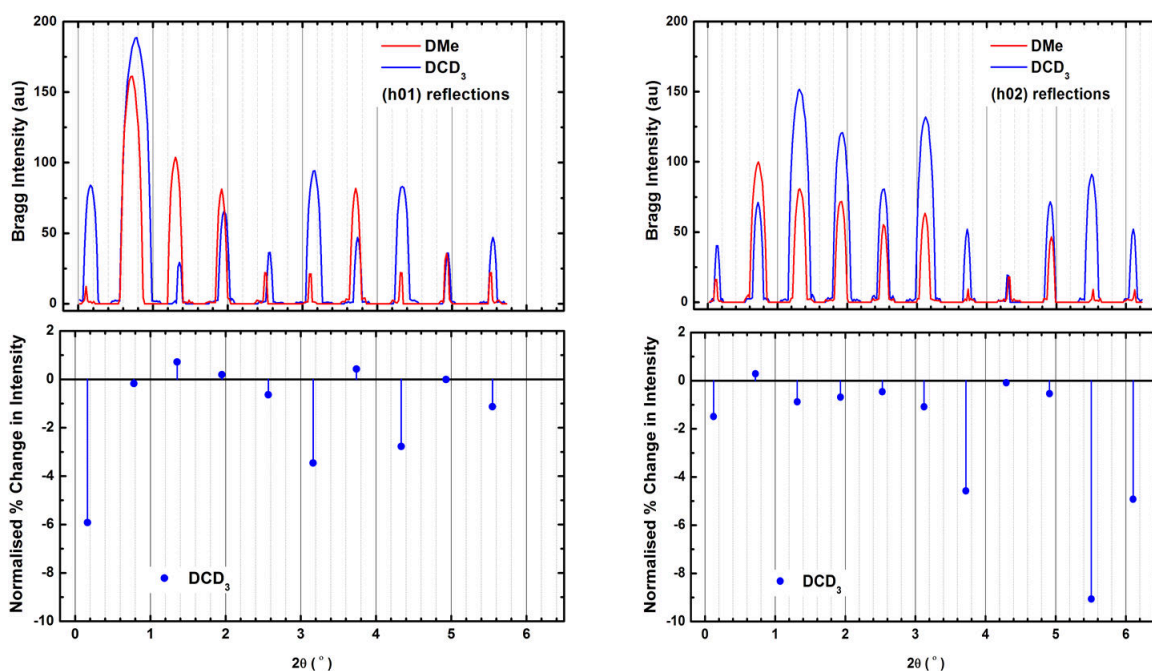 200
150
100
50
0
Bragg Intensity (au)
DMe
DCD₃
(h01) reflections
2
0
-2
-4
-6
-8
-10
Normalised % Change in Intensity
DCD₃
0 1 2 3 4 5 6
2θ (°)
200
150
100
50
0
Bragg Intensity (au)
DMe
DCD₃
(h02) reflections
2
0
-2
-4
-6
-8
-10
Normalised % Change in Intensity
DCD₃
0 1 2 3 4 5 6
2θ (°)